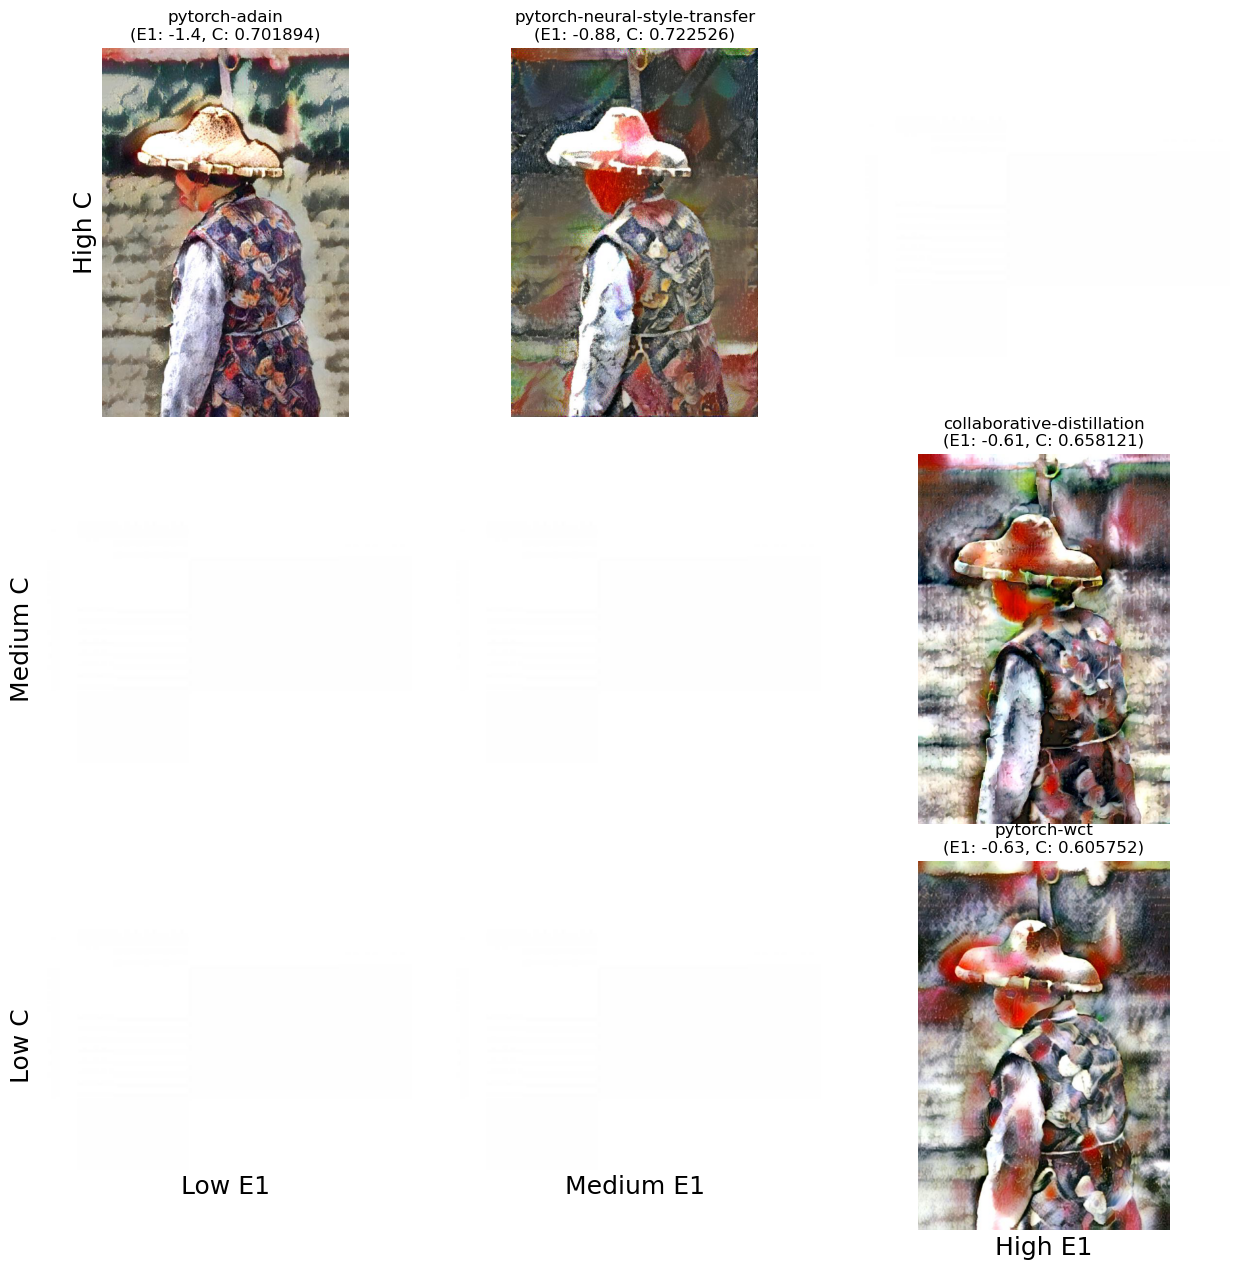 pytorch-adain
(E1: -1.4, C: 0.701894)
pytorch-neural-style-transfer
(E1: -0.88, C: 0.722526)
High C
collaborative-distillation
(E1: -0.61, C: 0.658121)
Medium C
pytorch-wct
(E1: -0.63, C: 0.605752)
Low C
Low E1
Medium E1
High E1